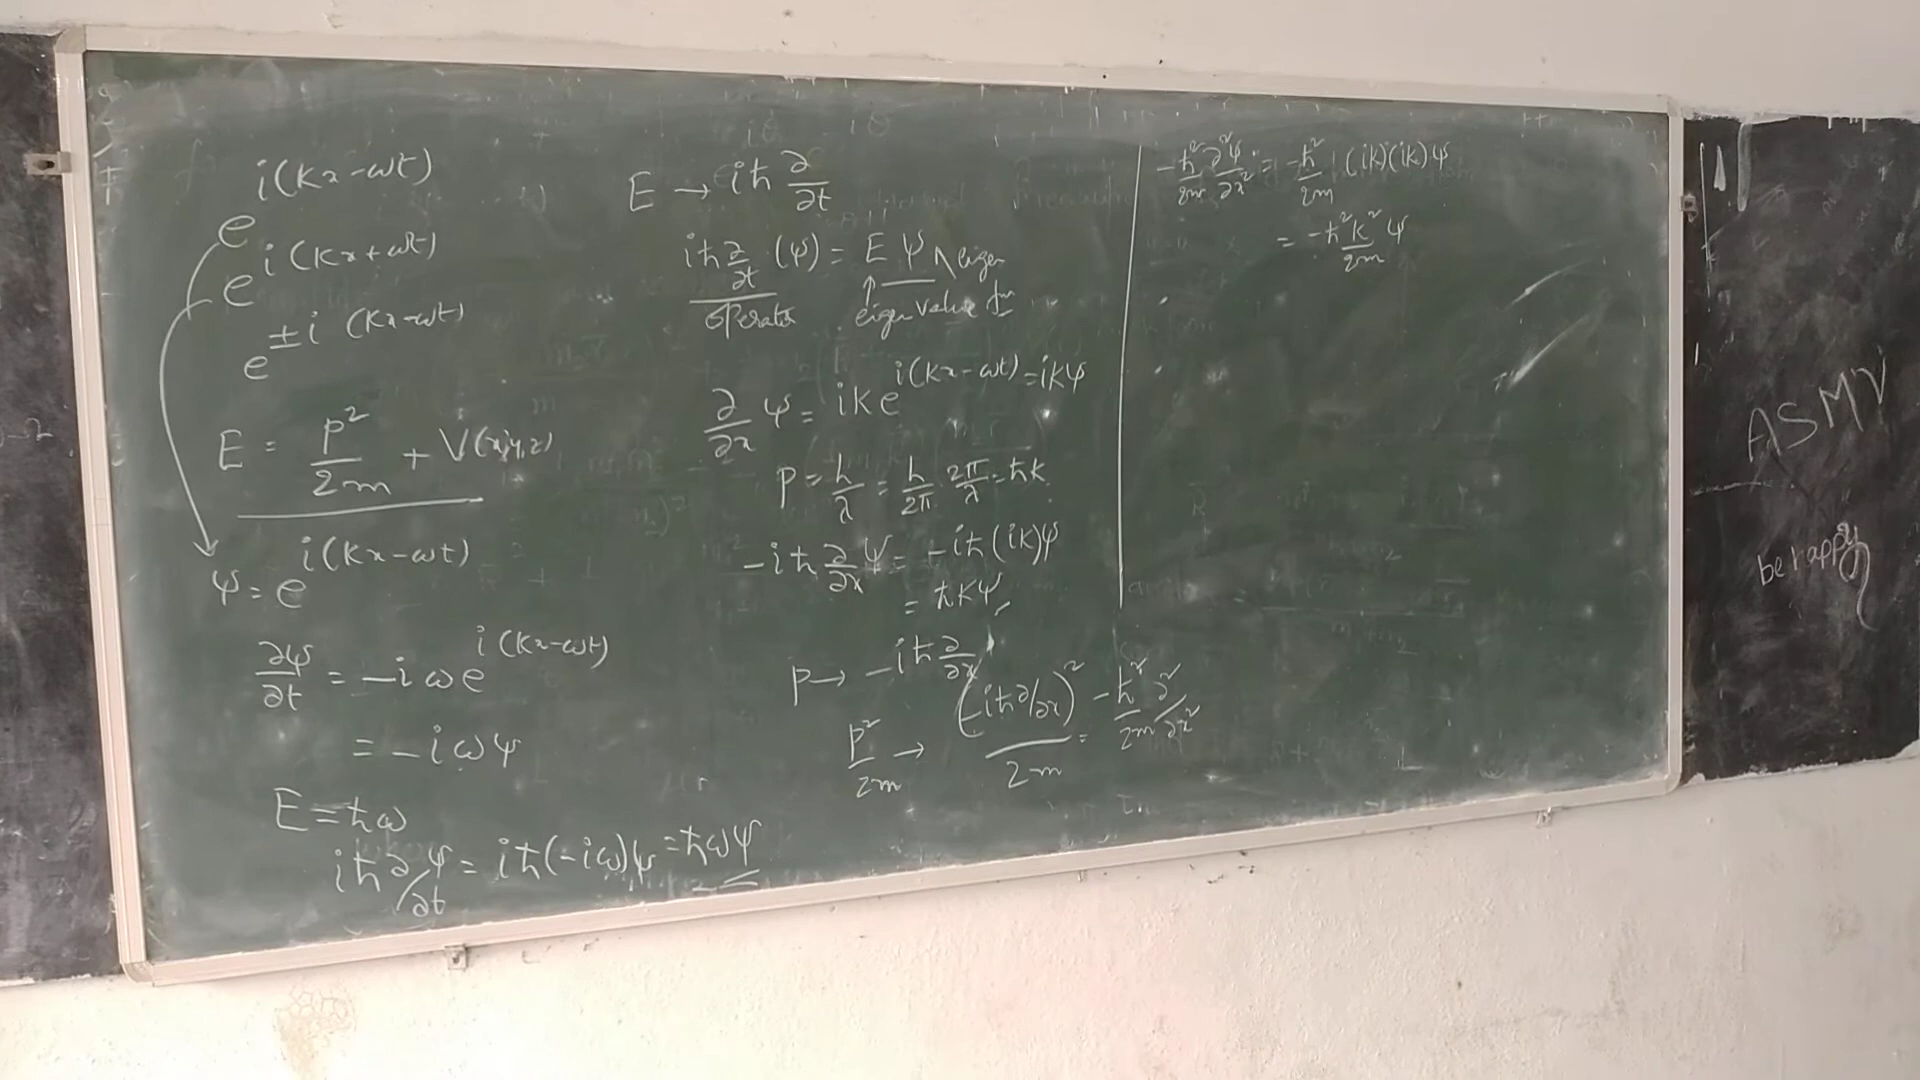 e^{i(kx-ωt)}
e^{i(kx+ωt)}
e^{±i(kx-ωt)}
E = p²/2m + V(x,y,z)
ψ = e^{i(kx-ωt)}
∂ψ/∂t = -iωe^{i(kx-ωt)}
= -iωψ
E = ħω
iħ ∂/∂t ψ = iħ(-iω)ψ = ħωψ
E → iħ ∂/∂t
iħ ∂/∂t (ψ) = E ψ eigen
operator eigen value fn
∂/∂x ψ = ike^{i(kx-ωt)} = ikψ
p = h/λ = h/2π 2π/λ = ħk
-iħ ∂/∂x ψ = -iħ(ik)ψ
= ħkψ
p → -iħ ∂/∂x
p²/2m → (-iħ∂/∂x)²/2m = -ħ²/2m ∂²/∂x²
-ħ²/2m ∂²ψ/∂x² = -ħ²/2m (ik)(ik)ψ
= -ħ²k²/2m ψ
ASMV
be happy